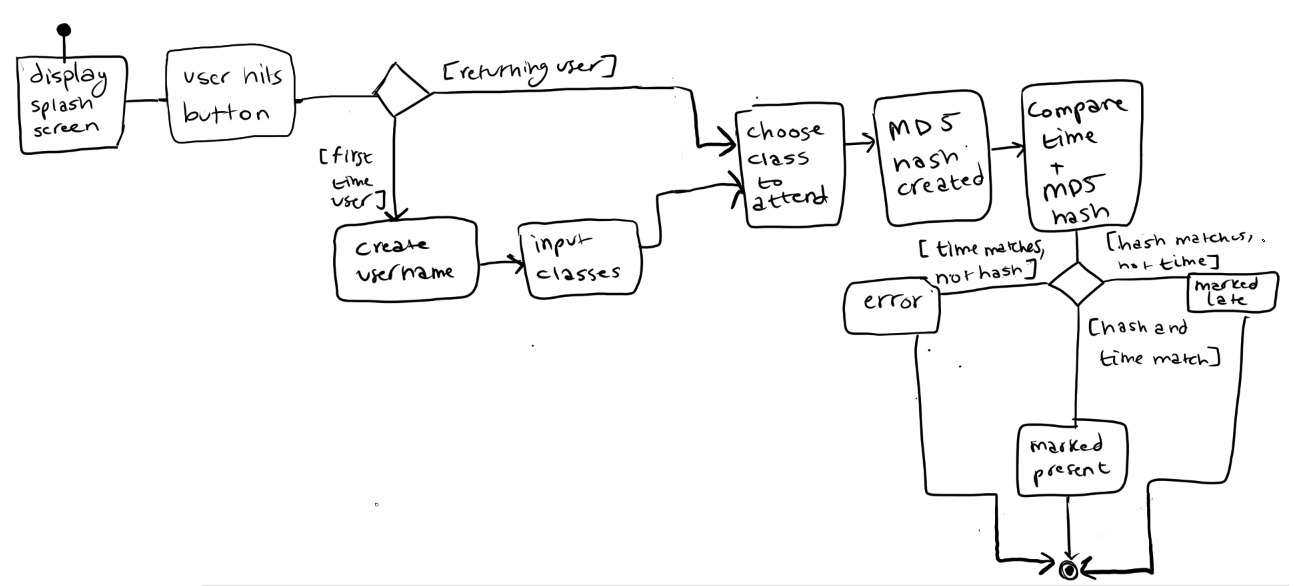 display
splash
screen
user hits
button
[returning user]
[first
time
user]
create
username
input
classes
choose
class
to
attend
MD5
hash
created
Compare
time
+
MD5
hash
[time matches,
not hash]
[hash matches,
not time]
error
marked
late
[hash and
time match]
marked
present